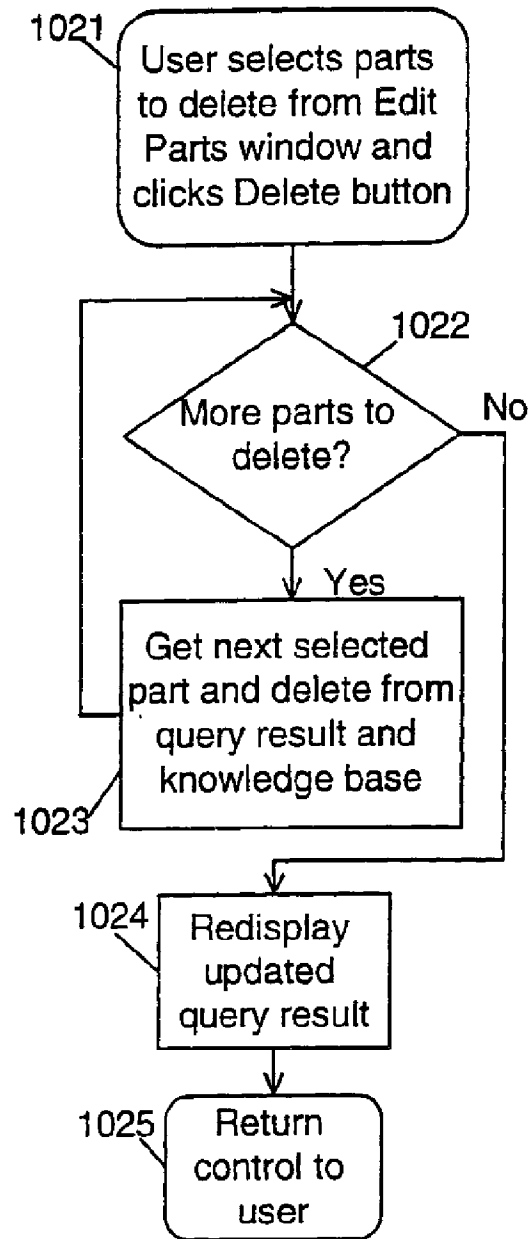 1021
User selects parts
to delete from Edit
Parts window and
clicks Delete button
1022
More parts to
delete?
No
Yes
Get next selected
part and delete from
query result and
knowledge base
1023
1024
Redisplay
updated
query result
1025
Return
control to
user